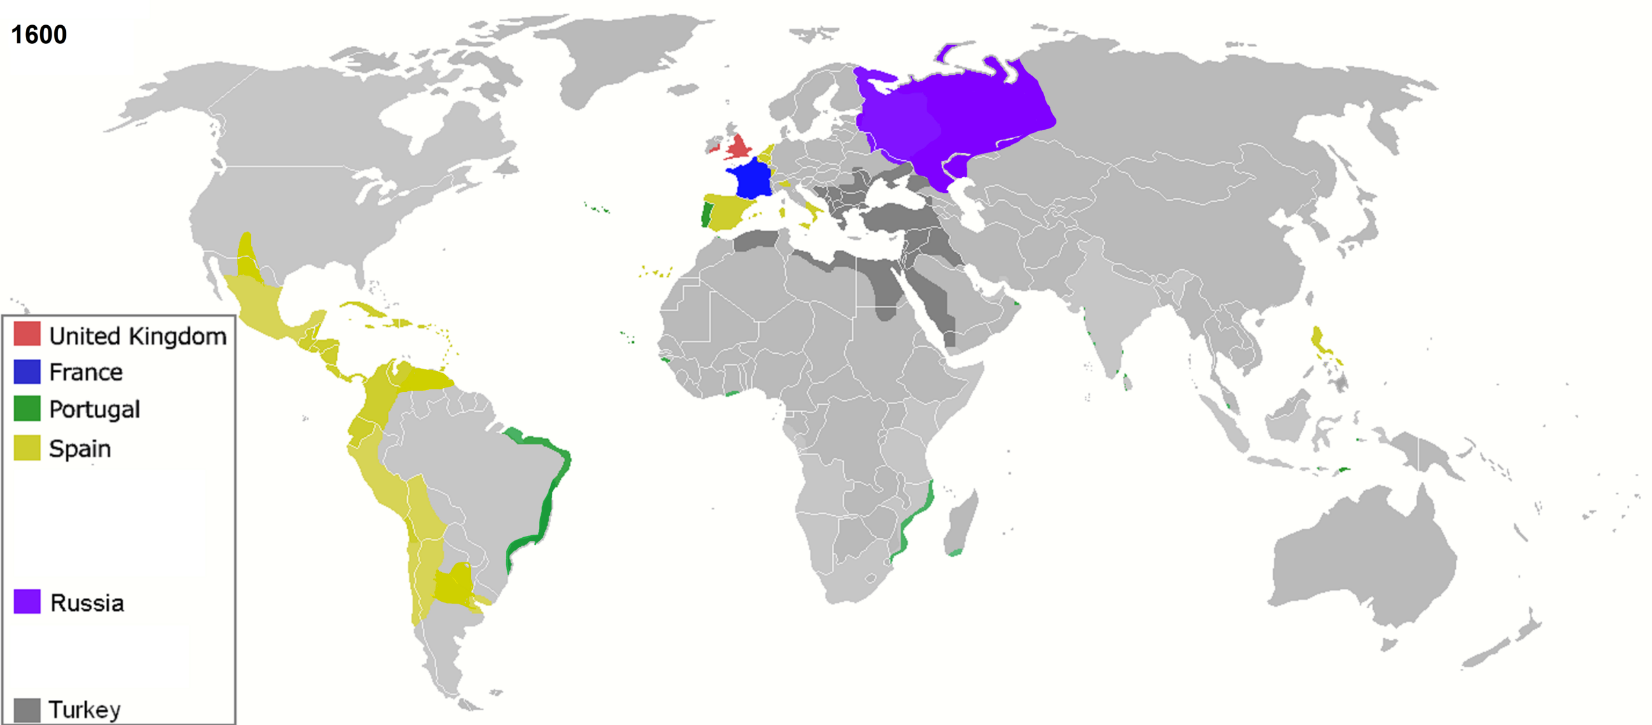 1600
United Kingdom
France
Portugal
Spain
Russia
Turkey